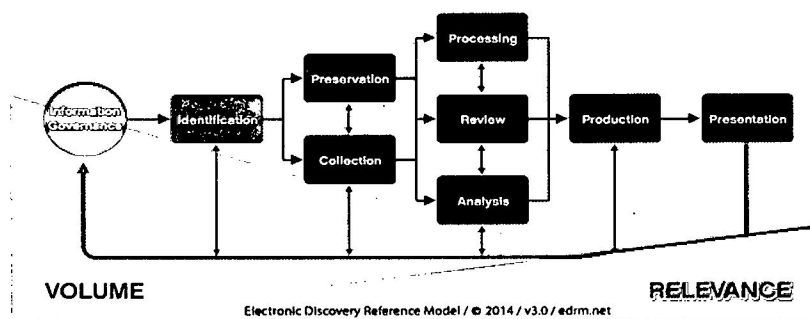 Processing
Preservation
Information
Governance
Identification
Review
Production
Presentation
Collection
Analysis
VOLUME
RELEVANCE
Electronic Discovery Reference Model / © 2014 / v3.0 / edrm.net